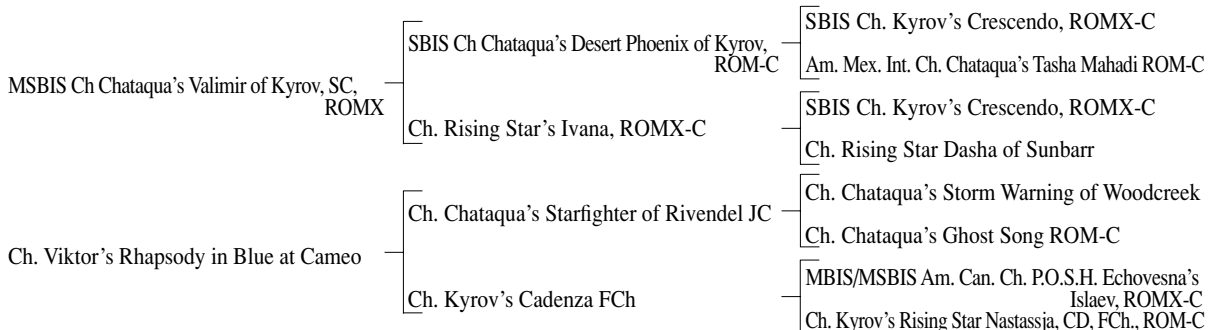 SBIS Ch. Kyrov’s Crescendo, ROMX-C
SBIS Ch Chataqua’s Desert Phoenix of Kyrov,
ROM-C
Am. Mex. Int. Ch. Chataqua’s Tasha Mahadi ROM-C
MSBIS Ch Chataqua’s Valimir of Kyrov, SC,
ROMX
SBIS Ch. Kyrov’s Crescendo, ROMX-C
Ch. Rising Star’s Ivana, ROMX-C
Ch. Rising Star Dasha of Sunbarr
Ch. Chataqua’s Storm Warning of Woodcreek
Ch. Chataqua’s Starfighter of Rivendel JC
Ch. Chataqua’s Ghost Song ROM-C
Ch. Viktor’s Rhapsody in Blue at Cameo
MBIS/MSBIS Am. Can. Ch. P.O.S.H. Echovesna’s
Islaev, ROMX-C
Ch. Kyrov’s Cadenza FCh
Ch. Kyrov’s Rising Star Nastassja, CD, FCh., ROM-C